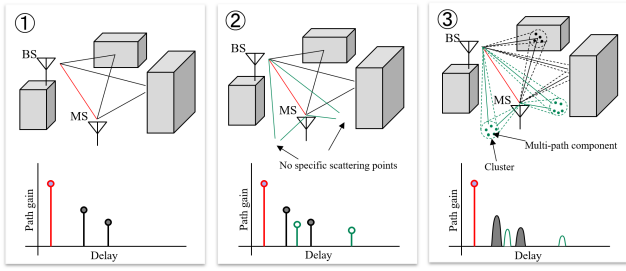 ①
BS
MS
Path gain
Delay
②
BS
MS
No specific scattering points
Path gain
Delay
③
BS
MS
Multi-path component
Cluster
Path gain
Delay